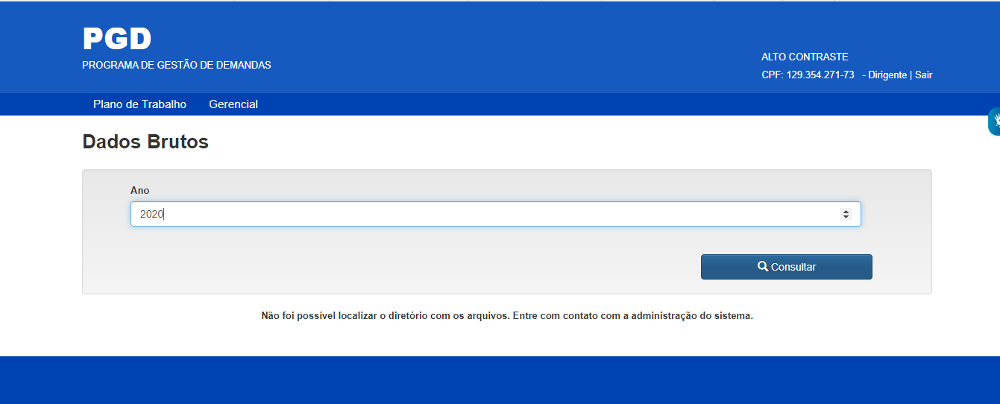 PGD
PROGRAMA DE GESTÃO DE DEMANDAS
ALTO CONTRASTE
CPF: 129.354.271-73 - Dirigente | Sair
Plano de Trabalho Gerencial
Dados Brutos
Ano
2020
Consultar
Não foi possível localizar o diretório com os arquivos. Entre com contato com a administração do sistema.